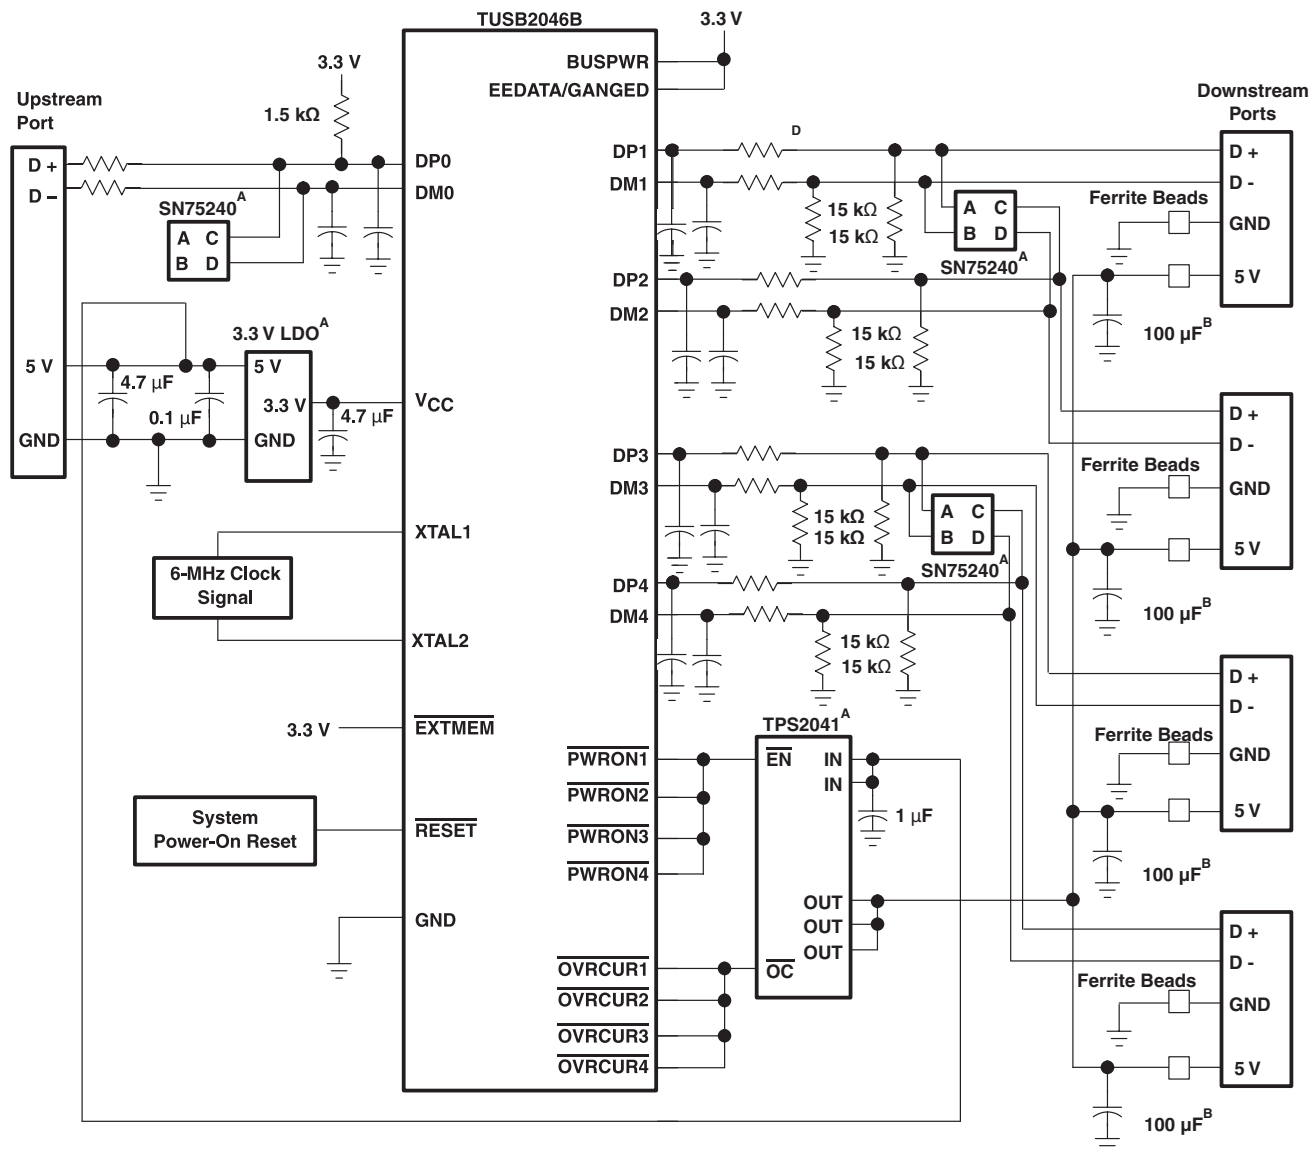 TUSB2046B
3.3 V
BUSPWR
EEDATA/GANGED
3.3 V
1.5 kΩ
Upstream
Port
D +
D −
DP0
DM0
SN75240A
A C
B D
5 V
GND
4.7 µF
0.1 µF
3.3 V LDOA
5 V
3.3 V
GND
4.7 µF
VCC
XTAL1
6-MHz Clock
Signal
XTAL2
3.3 V
EXTMEM
System
Power-On Reset
RESET
GND
DP1
DM1
D
15 kΩ
15 kΩ
A C
B D
SN75240A
DP2
DM2
15 kΩ
15 kΩ
DP3
DM3
15 kΩ
15 kΩ
A C
B D
SN75240A
DP4
DM4
15 kΩ
15 kΩ
PWRON1
PWRON2
PWRON3
PWRON4
OVRCUR1
OVRCUR2
OVRCUR3
OVRCUR4
TPS2041A
EN
IN
IN
1 µF
OUT
OUT
OUT
OC
Downstream
Ports
D +
D -
Ferrite Beads
GND
5 V
100 µFB
D +
D -
Ferrite Beads
GND
5 V
100 µFB
D +
D -
Ferrite Beads
GND
5 V
100 µFB
D +
D -
Ferrite Beads
GND
5 V
100 µFB